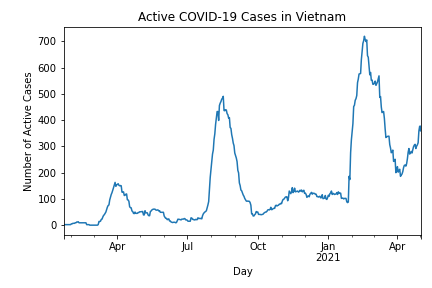 Active COVID-19 Cases in Vietnam
Number of Active Cases
700
600
500
400
300
200
100
0
Apr Jul Oct Jan Apr
2021
Day